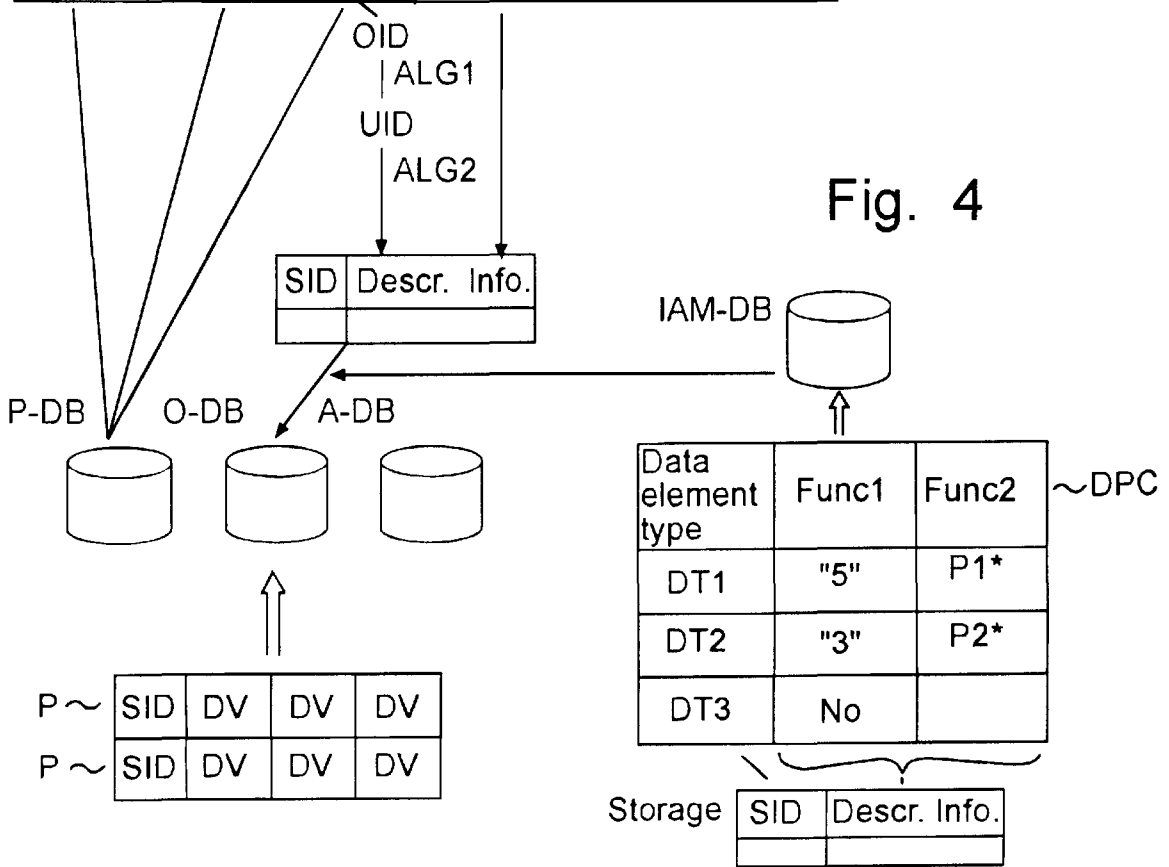 OID
ALG1
UID
ALG2
Fig. 4
SID Descr. Info.
IAM-DB
P-DB O-DB A-DB
Data element type Func1 Func2 ~DPC
DT1 "5" P1*
DT2 "3" P2*
DT3 No
P~ SID DV DV DV
P~ SID DV DV DV
Storage SID Descr. Info.